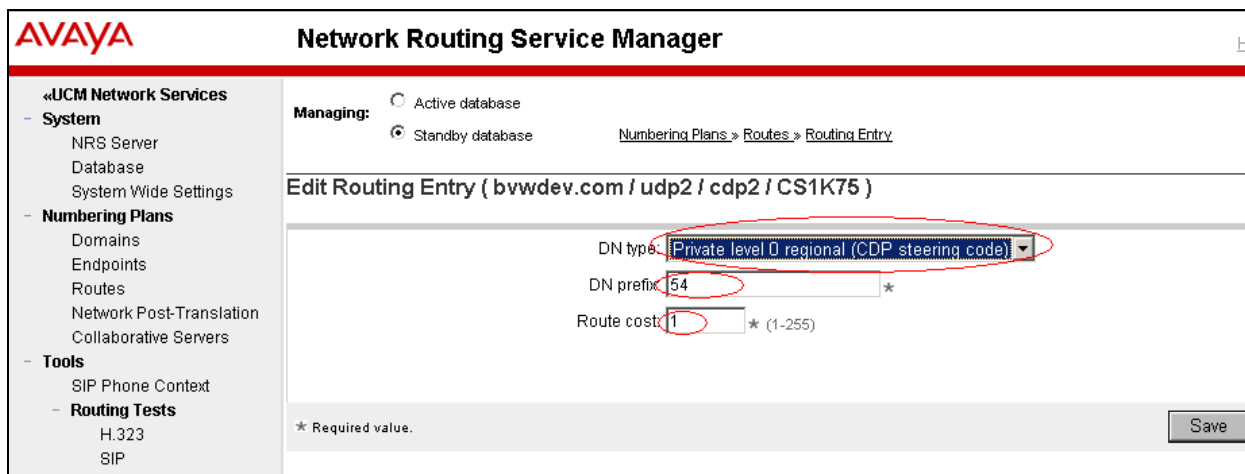 AVAYA
Network Routing Service Manager
«UCM Network Services
- System
NRS Server
Database
System Wide Settings
- Numbering Plans
Domains
Endpoints
Routes
Network Post-Translation
Collaborative Servers
- Tools
SIP Phone Context
- Routing Tests
H.323
SIP
Managing:
Active database
Standby database
Numbering Plans » Routes » Routing Entry
Edit Routing Entry ( bvwdev.com / udp2 / cdp2 / CS1K75 )
DN type: Private level 0 regional (CDP steering code)
DN prefix: 54 *
Route cost: 1 * (1-255)
* Required value.
Save